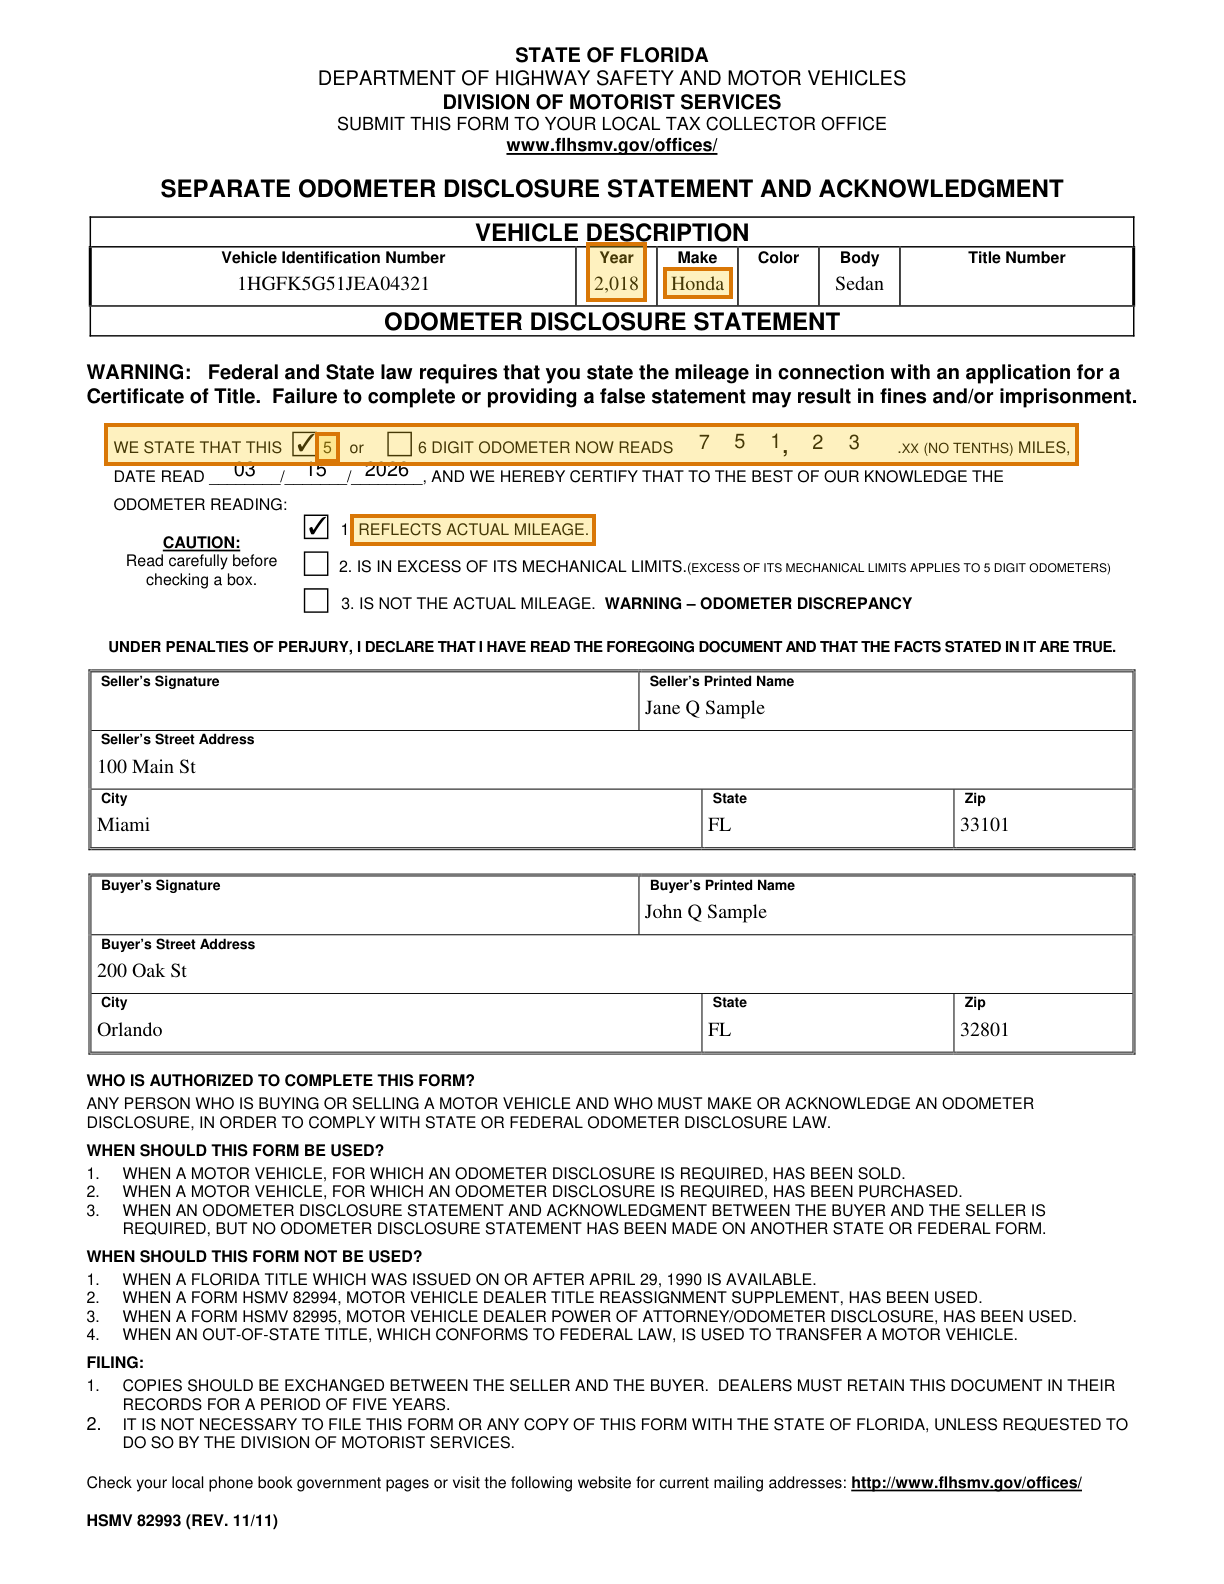 STATE OF FLORIDA
DEPARTMENT OF HIGHWAY SAFETY AND MOTOR VEHICLES
DIVISION OF MOTORIST SERVICES
SUBMIT THIS FORM TO YOUR LOCAL TAX COLLECTOR OFFICE
www.flhsmv.gov/offices/
SEPARATE ODOMETER DISCLOSURE STATEMENT AND ACKNOWLEDGMENT
VEHICLE DESCRIPTION
Vehicle Identification Number Year Make Color Body Title Number
1HGFK5G51JEA04321 2,018 Honda Sedan
ODOMETER DISCLOSURE STATEMENT
WARNING: Federal and State law requires that you state the mileage in connection with an application for a
Certificate of Title. Failure to complete or providing a false statement may result in fines and/or imprisonment.
WE STATE THAT THIS ✓ 5 or 6 DIGIT ODOMETER NOW READS 7 5 1, 2 3 .XX (NO TENTHS) MILES,
DATE READ 03 / 15 / 2026, AND WE HEREBY CERTIFY THAT TO THE BEST OF OUR KNOWLEDGE THE
ODOMETER READING:
✓ 1 REFLECTS ACTUAL MILEAGE.
CAUTION:
Read carefully before
checking a box.
2. IS IN EXCESS OF ITS MECHANICAL LIMITS.(EXCESS OF ITS MECHANICAL LIMITS APPLIES TO 5 DIGIT ODOMETERS)
3. IS NOT THE ACTUAL MILEAGE. WARNING – ODOMETER DISCREPANCY
UNDER PENALTIES OF PERJURY, I DECLARE THAT I HAVE READ THE FOREGOING DOCUMENT AND THAT THE FACTS STATED IN IT ARE TRUE.
Seller's Signature Seller's Printed Name
Jane Q Sample
Seller's Street Address
100 Main St
City State Zip
Miami FL 33101
Buyer's Signature Buyer's Printed Name
John Q Sample
Buyer's Street Address
200 Oak St
City State Zip
Orlando FL 32801
WHO IS AUTHORIZED TO COMPLETE THIS FORM?
ANY PERSON WHO IS BUYING OR SELLING A MOTOR VEHICLE AND WHO MUST MAKE OR ACKNOWLEDGE AN ODOMETER
DISCLOSURE, IN ORDER TO COMPLY WITH STATE OR FEDERAL ODOMETER DISCLOSURE LAW.
WHEN SHOULD THIS FORM BE USED?
1. WHEN A MOTOR VEHICLE, FOR WHICH AN ODOMETER DISCLOSURE IS REQUIRED, HAS BEEN SOLD.
2. WHEN A MOTOR VEHICLE, FOR WHICH AN ODOMETER DISCLOSURE IS REQUIRED, HAS BEEN PURCHASED.
3. WHEN AN ODOMETER DISCLOSURE STATEMENT AND ACKNOWLEDGMENT BETWEEN THE BUYER AND THE SELLER IS
REQUIRED, BUT NO ODOMETER DISCLOSURE STATEMENT HAS BEEN MADE ON ANOTHER STATE OR FEDERAL FORM.
WHEN SHOULD THIS FORM NOT BE USED?
1. WHEN A FLORIDA TITLE WHICH WAS ISSUED ON OR AFTER APRIL 29, 1990 IS AVAILABLE.
2. WHEN A FORM HSMV 82994, MOTOR VEHICLE DEALER TITLE REASSIGNMENT SUPPLEMENT, HAS BEEN USED.
3. WHEN A FORM HSMV 82995, MOTOR VEHICLE DEALER POWER OF ATTORNEY/ODOMETER DISCLOSURE, HAS BEEN USED.
4. WHEN AN OUT-OF-STATE TITLE, WHICH CONFORMS TO FEDERAL LAW, IS USED TO TRANSFER A MOTOR VEHICLE.
FILING:
1. COPIES SHOULD BE EXCHANGED BETWEEN THE SELLER AND THE BUYER. DEALERS MUST RETAIN THIS DOCUMENT IN THEIR
RECORDS FOR A PERIOD OF FIVE YEARS.
2. IT IS NOT NECESSARY TO FILE THIS FORM OR ANY COPY OF THIS FORM WITH THE STATE OF FLORIDA, UNLESS REQUESTED TO
DO SO BY THE DIVISION OF MOTORIST SERVICES.
Check your local phone book government pages or visit the following website for current mailing addresses: http://www.flhsmv.gov/offices/
HSMV 82993 (REV. 11/11)